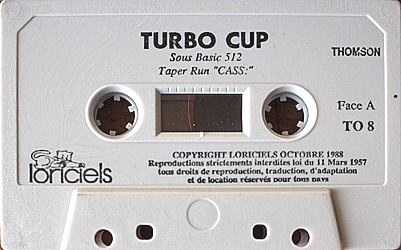 TURBO CUP
Sous Basic 512
Taper Run "CASS:"
THOMSON
Face A
TO 8
loriciels
COPYRIGHT LORICIELS OCTOBRE 1988
Reproductions strictements interdites loi du 11 Mars 1957
tous droits de reproduction, traduction, d'adaptation
et de location réservés pour tous pays